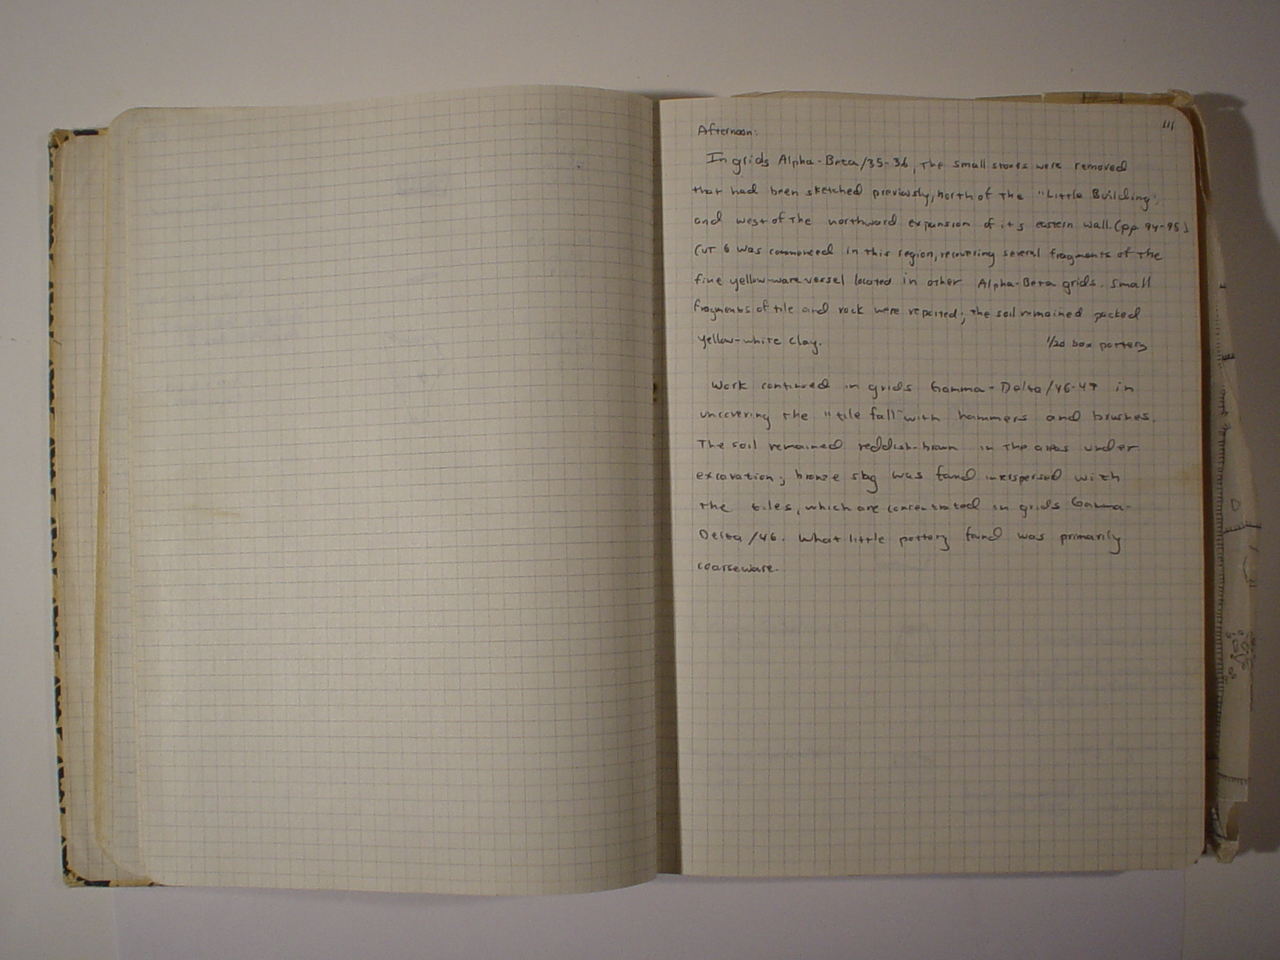 111
Afternoon:
In grids Alpha-Beta/35-36, the small stones were removed
that had been sketched previously, north of the "Little Building",
and west of the northward expansion of its eastern wall. (pp 94-95)
Cut 6 was commenced in this region, recovering several fragments of the
fine yellow-ware vessel located in other Alpha-Beta grids. Small
fragments of tile and rock were reported; the soil remained packed
yellow-white clay.
1/20 box pottery
Work continued in grids Gamma-Delta/46-47 in
uncovering the "tile fall" with hammers and brushes.
The soil remained reddish-brown in the areas under
excavation; bronze slag was found interspersed with
the tiles, which are concentrated in grids Gamma-
Delta/46. What little pottery found was primarily
coarseware.